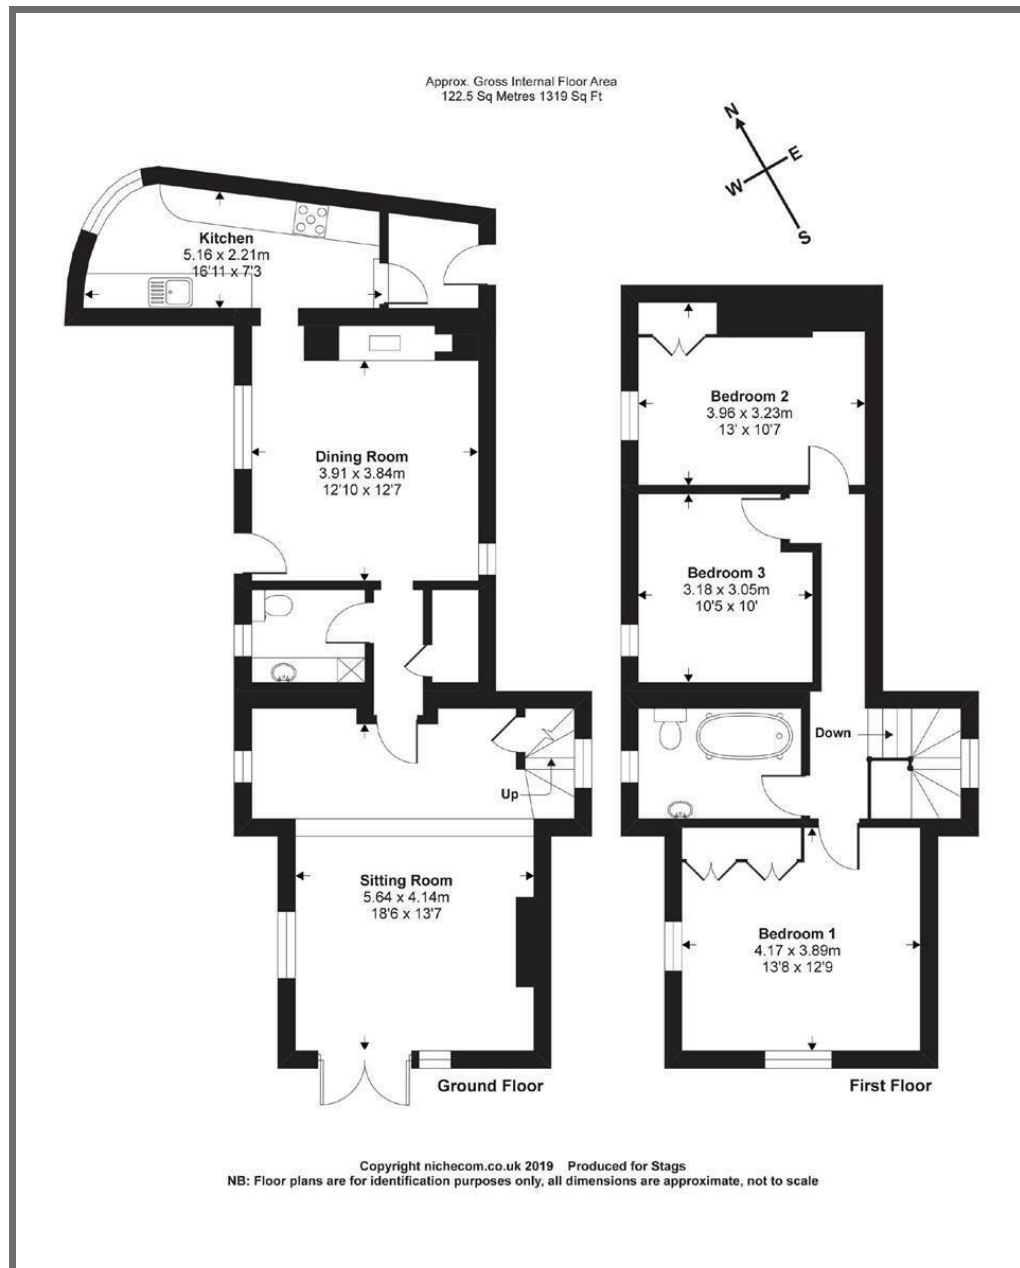 Approx. Gross Internal Floor Area
122.5 Sq Metres 1319 Sq Ft
N
E
W
S
Kitchen
5.16 x 2.21m
16'11 x 7'3
Dining Room
3.91 x 3.84m
12'10 x 12'7
Up
Sitting Room
5.64 x 4.14m
18'6 x 13'7
Ground Floor
Bedroom 2
3.96 x 3.23m
13' x 10'7
Bedroom 3
3.18 x 3.05m
10'5 x 10'
Down
Bedroom 1
4.17 x 3.89m
13'8 x 12'9
First Floor
Copyright nichecom.co.uk 2019 Produced for Stags
NB: Floor plans are for identification purposes only, all dimensions are approximate, not to scale